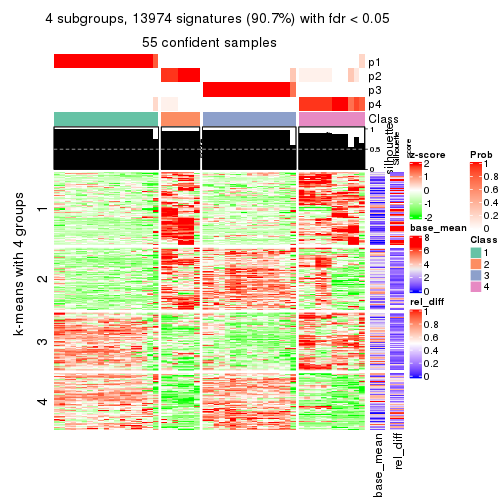 4 subgroups, 13974 signatures (90.7%) with fdr < 0.05
55 confident samples
p1
p2
p3
p4
Class
silhouette
Silhouette
score
1
0.5
0
k-means with 4 groups
1
2
3
4
base_mean
rel_diff
z-score
2
1
0
-1
-2
base_mean
8
6
4
2
0
rel_diff
1
0.8
0.6
0.4
0.2
0
Prob
1
0.8
0.6
0.4
0.2
0
Class
1
2
3
4